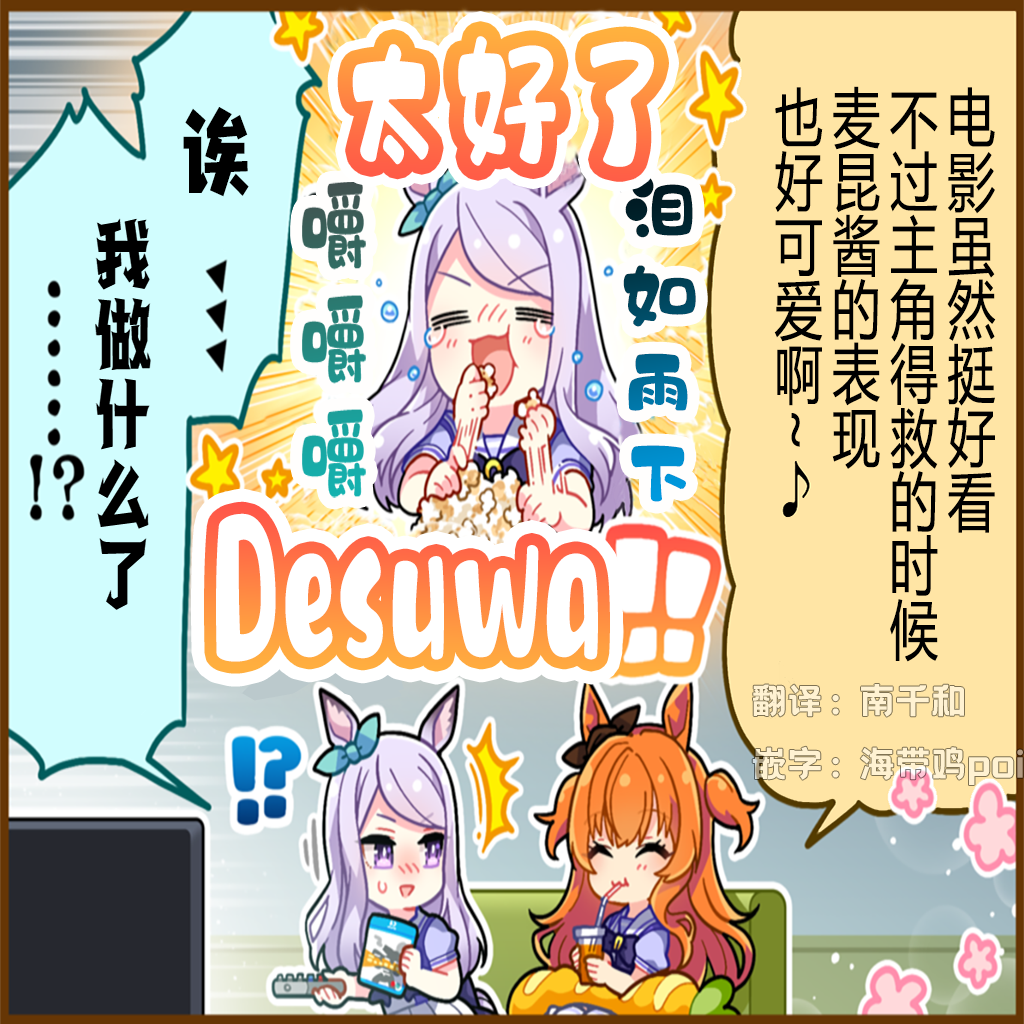 电影虽然挺好看
不过主角得救的时候
麦昆酱的表现
也好可爱啊~♪
太好了
泪如雨下
嚼嚼嚼
Desuwa!!
诶
我做什么了
………!?
!?
翻译：南千和
嵌字：海带鸡poi